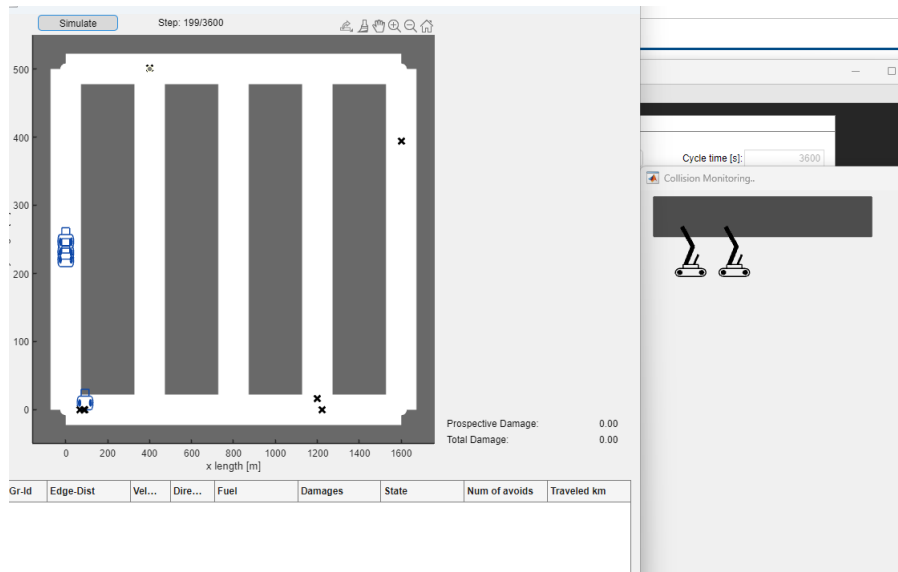 Simulate
Step: 199/3600
500
400
300
200
100
0
0 200 400 600 800 1000 1200 1400 1600
x length [m]
Prospective Damage: 0.00
Total Damage: 0.00
Gr-Id Edge-Dist Vel... Dire... Fuel Damages State Num of avoids Traveled km
Cycle time [s]: 3600
Collision Monitoring..